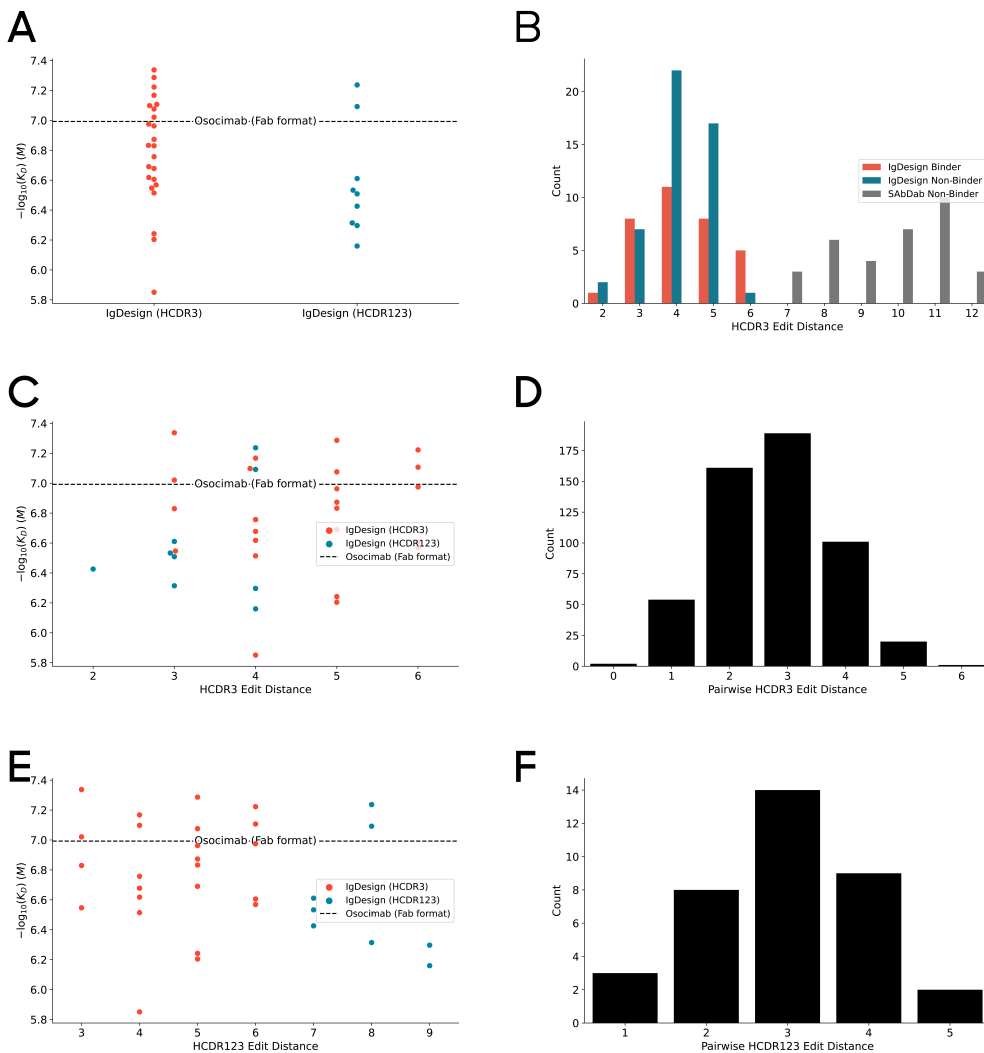 A
7.4
7.2
7.0
6.8
6.6
6.4
6.2
6.0
5.8
−log10(KD) (M)
Osocimab (Fab format)
IgDesign (HCDR3)
IgDesign (HCDR123)
B
20
15
10
5
0
Count
IgDesign Binder
IgDesign Non-Binder
SAbDab Non-Binder
2 3 4 5 6 7 8 9 10 11 12
HCDR3 Edit Distance
C
7.4
7.2
7.0
6.8
6.6
6.4
6.2
6.0
5.8
−log10(KD) (M)
Osocimab (Fab format)
IgDesign (HCDR3)
IgDesign (HCDR123)
Osocimab (Fab format)
2 3 4 5 6
HCDR3 Edit Distance
D
175
150
125
100
75
50
25
0
Count
0 1 2 3 4 5 6
Pairwise HCDR3 Edit Distance
E
7.4
7.2
7.0
6.8
6.6
6.4
6.2
6.0
5.8
−log10(KD) (M)
Osocimab (Fab format)
IgDesign (HCDR3)
IgDesign (HCDR123)
Osocimab (Fab format)
3 4 5 6 7 8 9
HCDR123 Edit Distance
F
14
12
10
8
6
4
2
0
Count
1 2 3 4 5
Pairwise HCDR123 Edit Distance